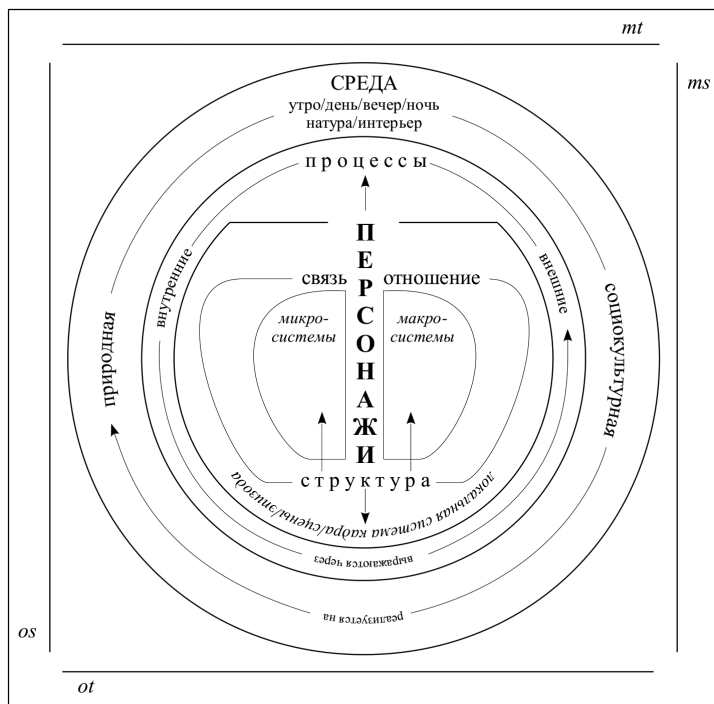 mt
ms
СРЕДА
утро/день/вечер/ночь
натура/интерьер
процессы
ПЕРСОНАЖИ
внутренние
внешние
связь
отношение
микро-
системы
макро-
системы
природная
социокультурная
структура
локальная система кадра/сцены/эпизода
выражаются через
реализуется на
os
ot